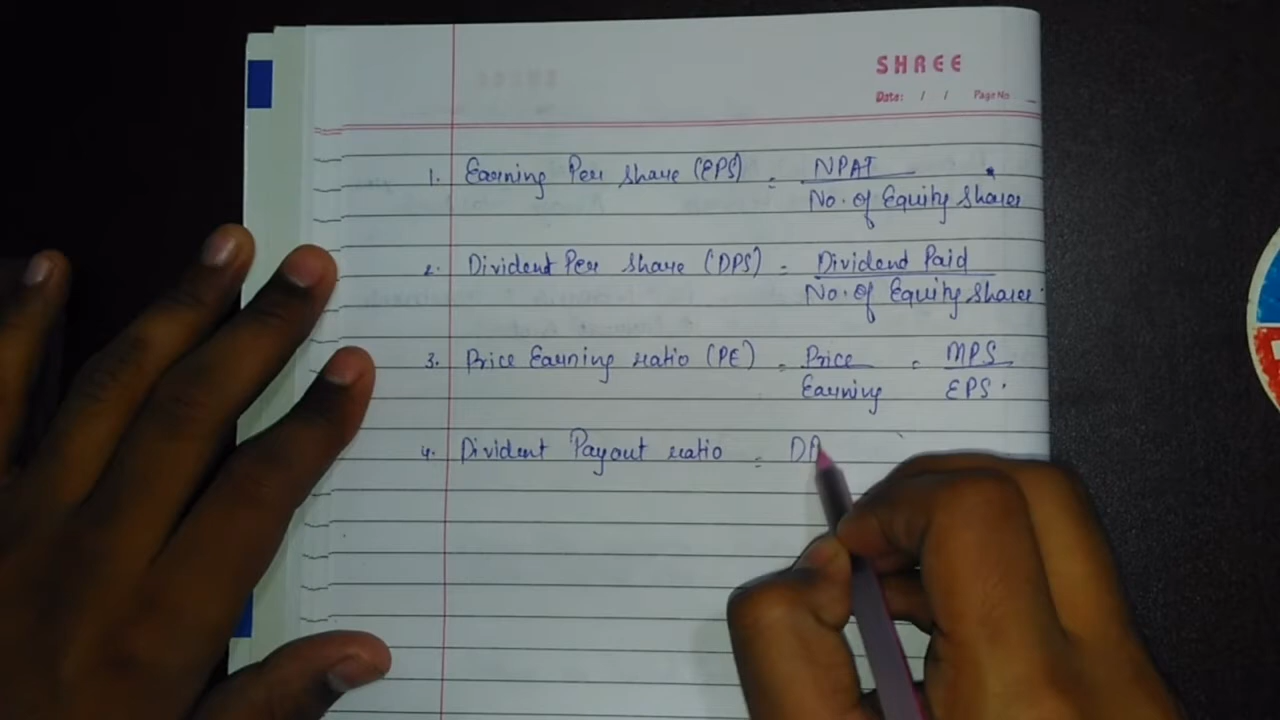 SHREE
Date: / / Page No
1. Earning Per share (EPS) = NPAT
No. of Equity Shares
2. Divident Per share (DPS) = Dividend Paid
No. of Equity Shares.
3. Price Earning ratio (PE) = Price = MPS
Earning EPS.
4. Divident Payout ratio = DP